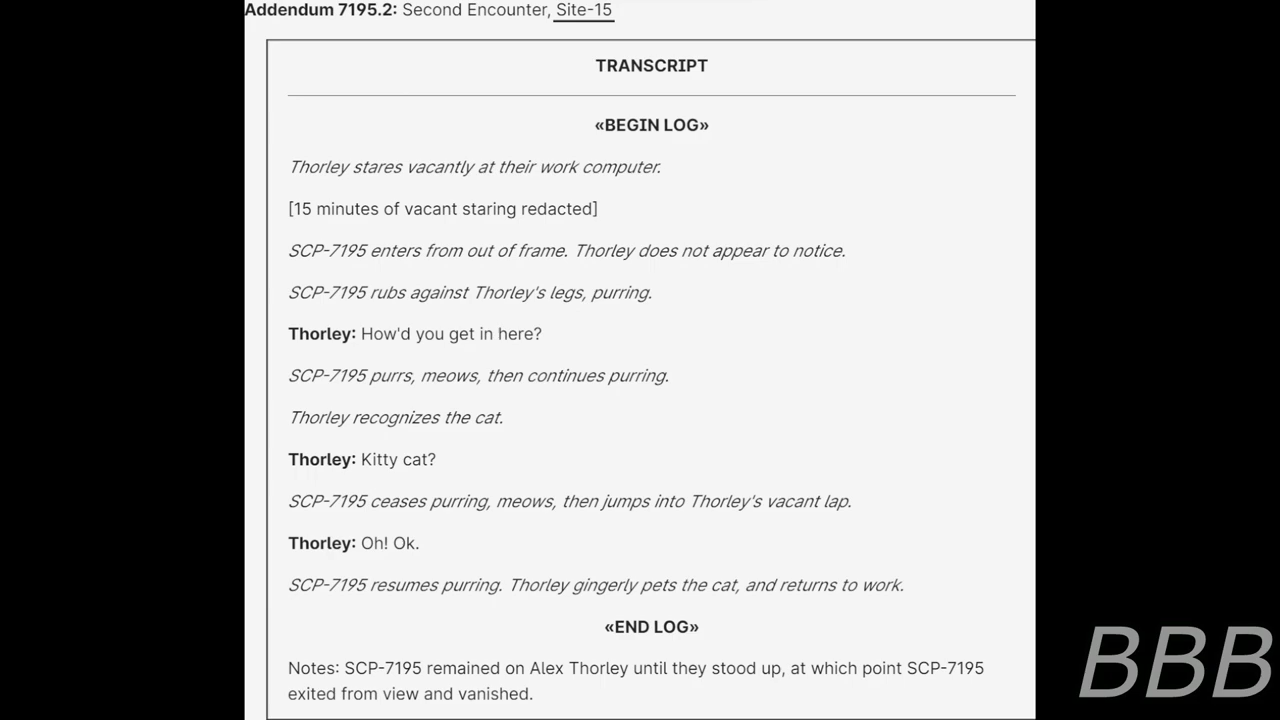 Addendum 7195.2: Second Encounter, Site-15
TRANSCRIPT
«BEGIN LOG»
Thorley stares vacantly at their work computer.
[15 minutes of vacant staring redacted]
SCP-7195 enters from out of frame. Thorley does not appear to notice.
SCP-7195 rubs against Thorley's legs, purring.
Thorley: How'd you get in here?
SCP-7195 purrs, meows, then continues purring.
Thorley recognizes the cat.
Thorley: Kitty cat?
SCP-7195 ceases purring, meows, then jumps into Thorley's vacant lap.
Thorley: Oh! Ok.
SCP-7195 resumes purring. Thorley gingerly pets the cat, and returns to work.
«END LOG»
Notes: SCP-7195 remained on Alex Thorley until they stood up, at which point SCP-7195
exited from view and vanished.
BBB